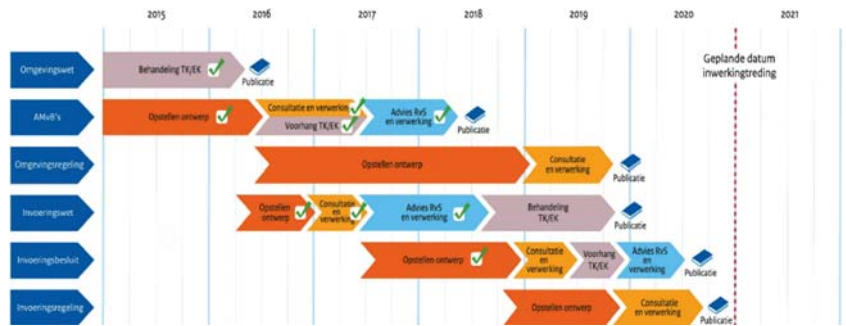 2015 2016 2017 2018 2019 2020 2021
Geplande datum
inwerkingtreding
Omgevingswet
Behandeling TK/EK
Publicatie
AMvB's
Opstellen ontwerp
Consultatie en verwerkin
Voorhang TK/EK
Advies RvS
en verwerking
Publicatie
Omgevingsregeling
Opstellen ontwerp
Consultatie
en verwerking
Publicatie
Invoeringswet
Opstellen
ontwerp
Consultatie
en
verwerking
Advies RvS
en verwerking
Behandeling
TK/EK
Publicatie
Invoeringsbesluit
Opstellen ontwerp
Consultatie
en
verwerking
Voorhang
TK/EK
Advies RvS
en
verwerking
Publicatie
Invoeringsregeling
Opstellen ontwerp
Consultatie
en verwerking
Publicatie